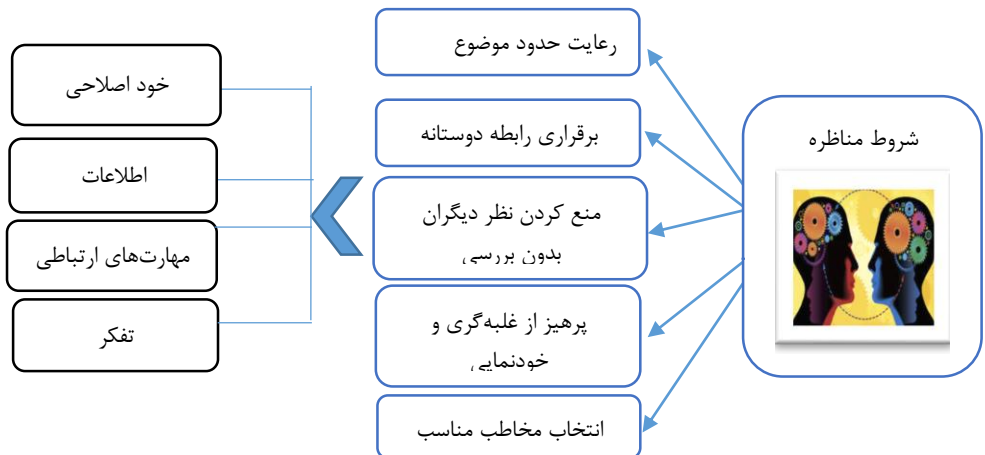 شروط مناظره
رعایت حدود موضوع
برقراری رابطه دوستانه
منع کردن نظر دیگران
بدون بررسی
پرهیز از غلبه‌گری و
خودنمایی
انتخاب مخاطب مناسب
خود اصلاحی
اطلاعات
مهارت‌های ارتباطی
تفکر